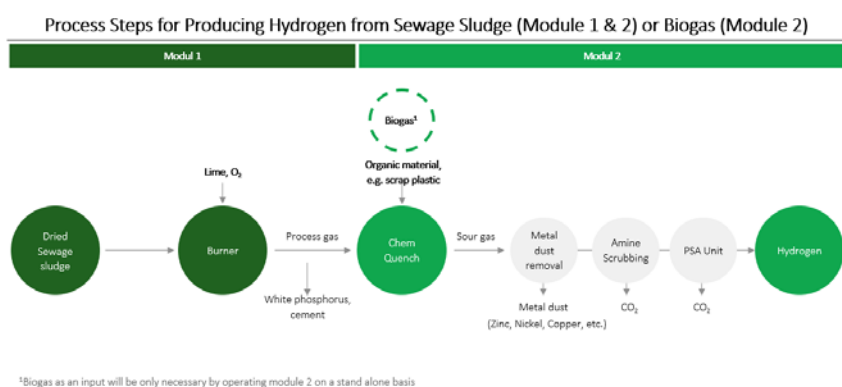 Process Steps for Producing Hydrogen from Sewage Sludge (Module 1 & 2) or Biogas (Module 2)
Modul 1
Modul 2
Biogas¹
Organic material,
e.g. scrap plastic
Lime, O₂
Dried
Sewage
sludge
Burner
Process gas
White phosphorus,
cement
Chem
Quench
Sour gas
Metal
dust
removal
Metal dust
(Zinc, Nickel, Copper, etc.)
Amine
Scrubbing
CO₂
PSA Unit
CO₂
Hydrogen
¹Biogas as an input will be only necessary by operating module 2 on a stand alone basis